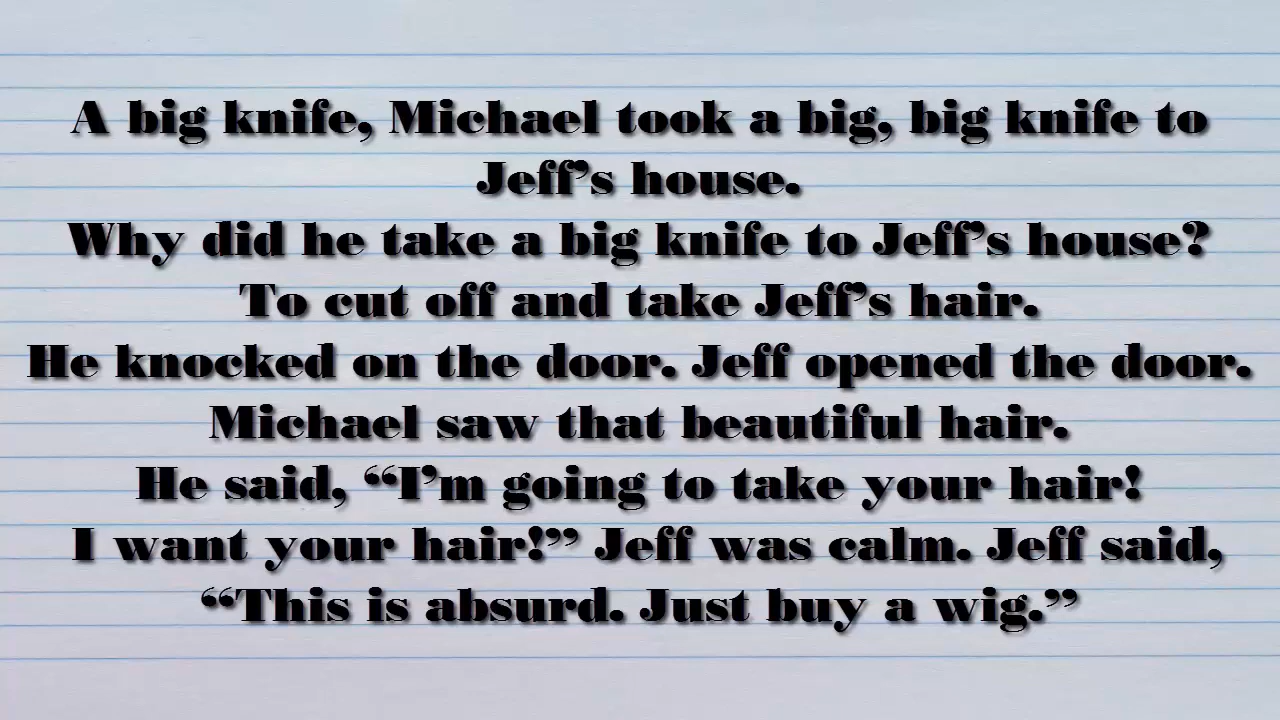 A big knife, Michael took a big, big knife to
Jeff’s house.
Why did he take a big knife to Jeff’s house?
To cut off and take Jeff’s hair.
He knocked on the door. Jeff opened the door.
Michael saw that beautiful hair.
He said, “I’m going to take your hair!
I want your hair!” Jeff was calm. Jeff said,
“This is absurd. Just buy a wig.”